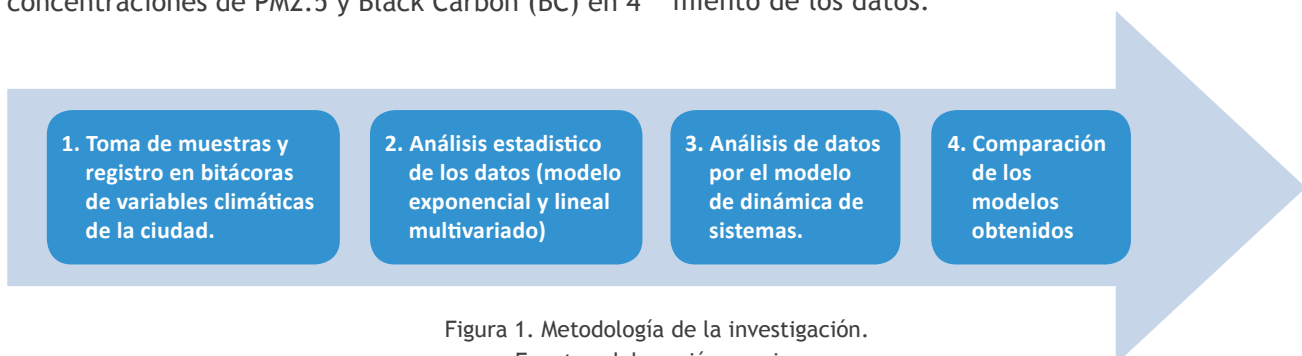 concentraciones de PM2.5 y Black Carbon (BC) en 4
miento de los datos.
1. Toma de muestras y
registro en bitácoras
de variables climáticas
de la ciudad.
2. Análisis estadistico
de los datos (modelo
exponencial y lineal
multivariado)
3. Análisis de datos
por el modelo
de dinámica de
sistemas.
4. Comparación
de los
modelos
obtenidos
Figura 1. Metodología de la investigación.